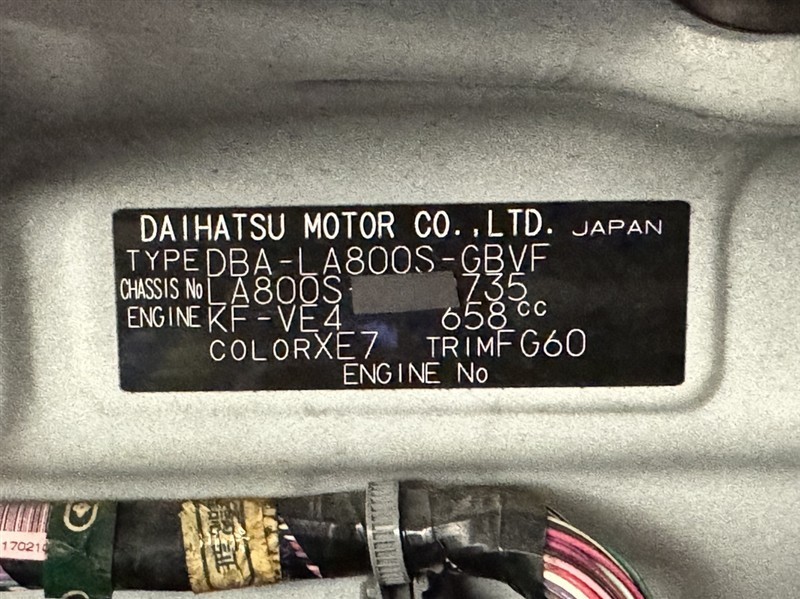 DAIHATSU MOTOR CO.,LTD. JAPAN
TYPE DBA-LA800S-GBVF
CHASSIS No LA800S 735
ENGINE KF-VE4 658cc
COLOR XE7 TRIM FG60
ENGINE No
170210